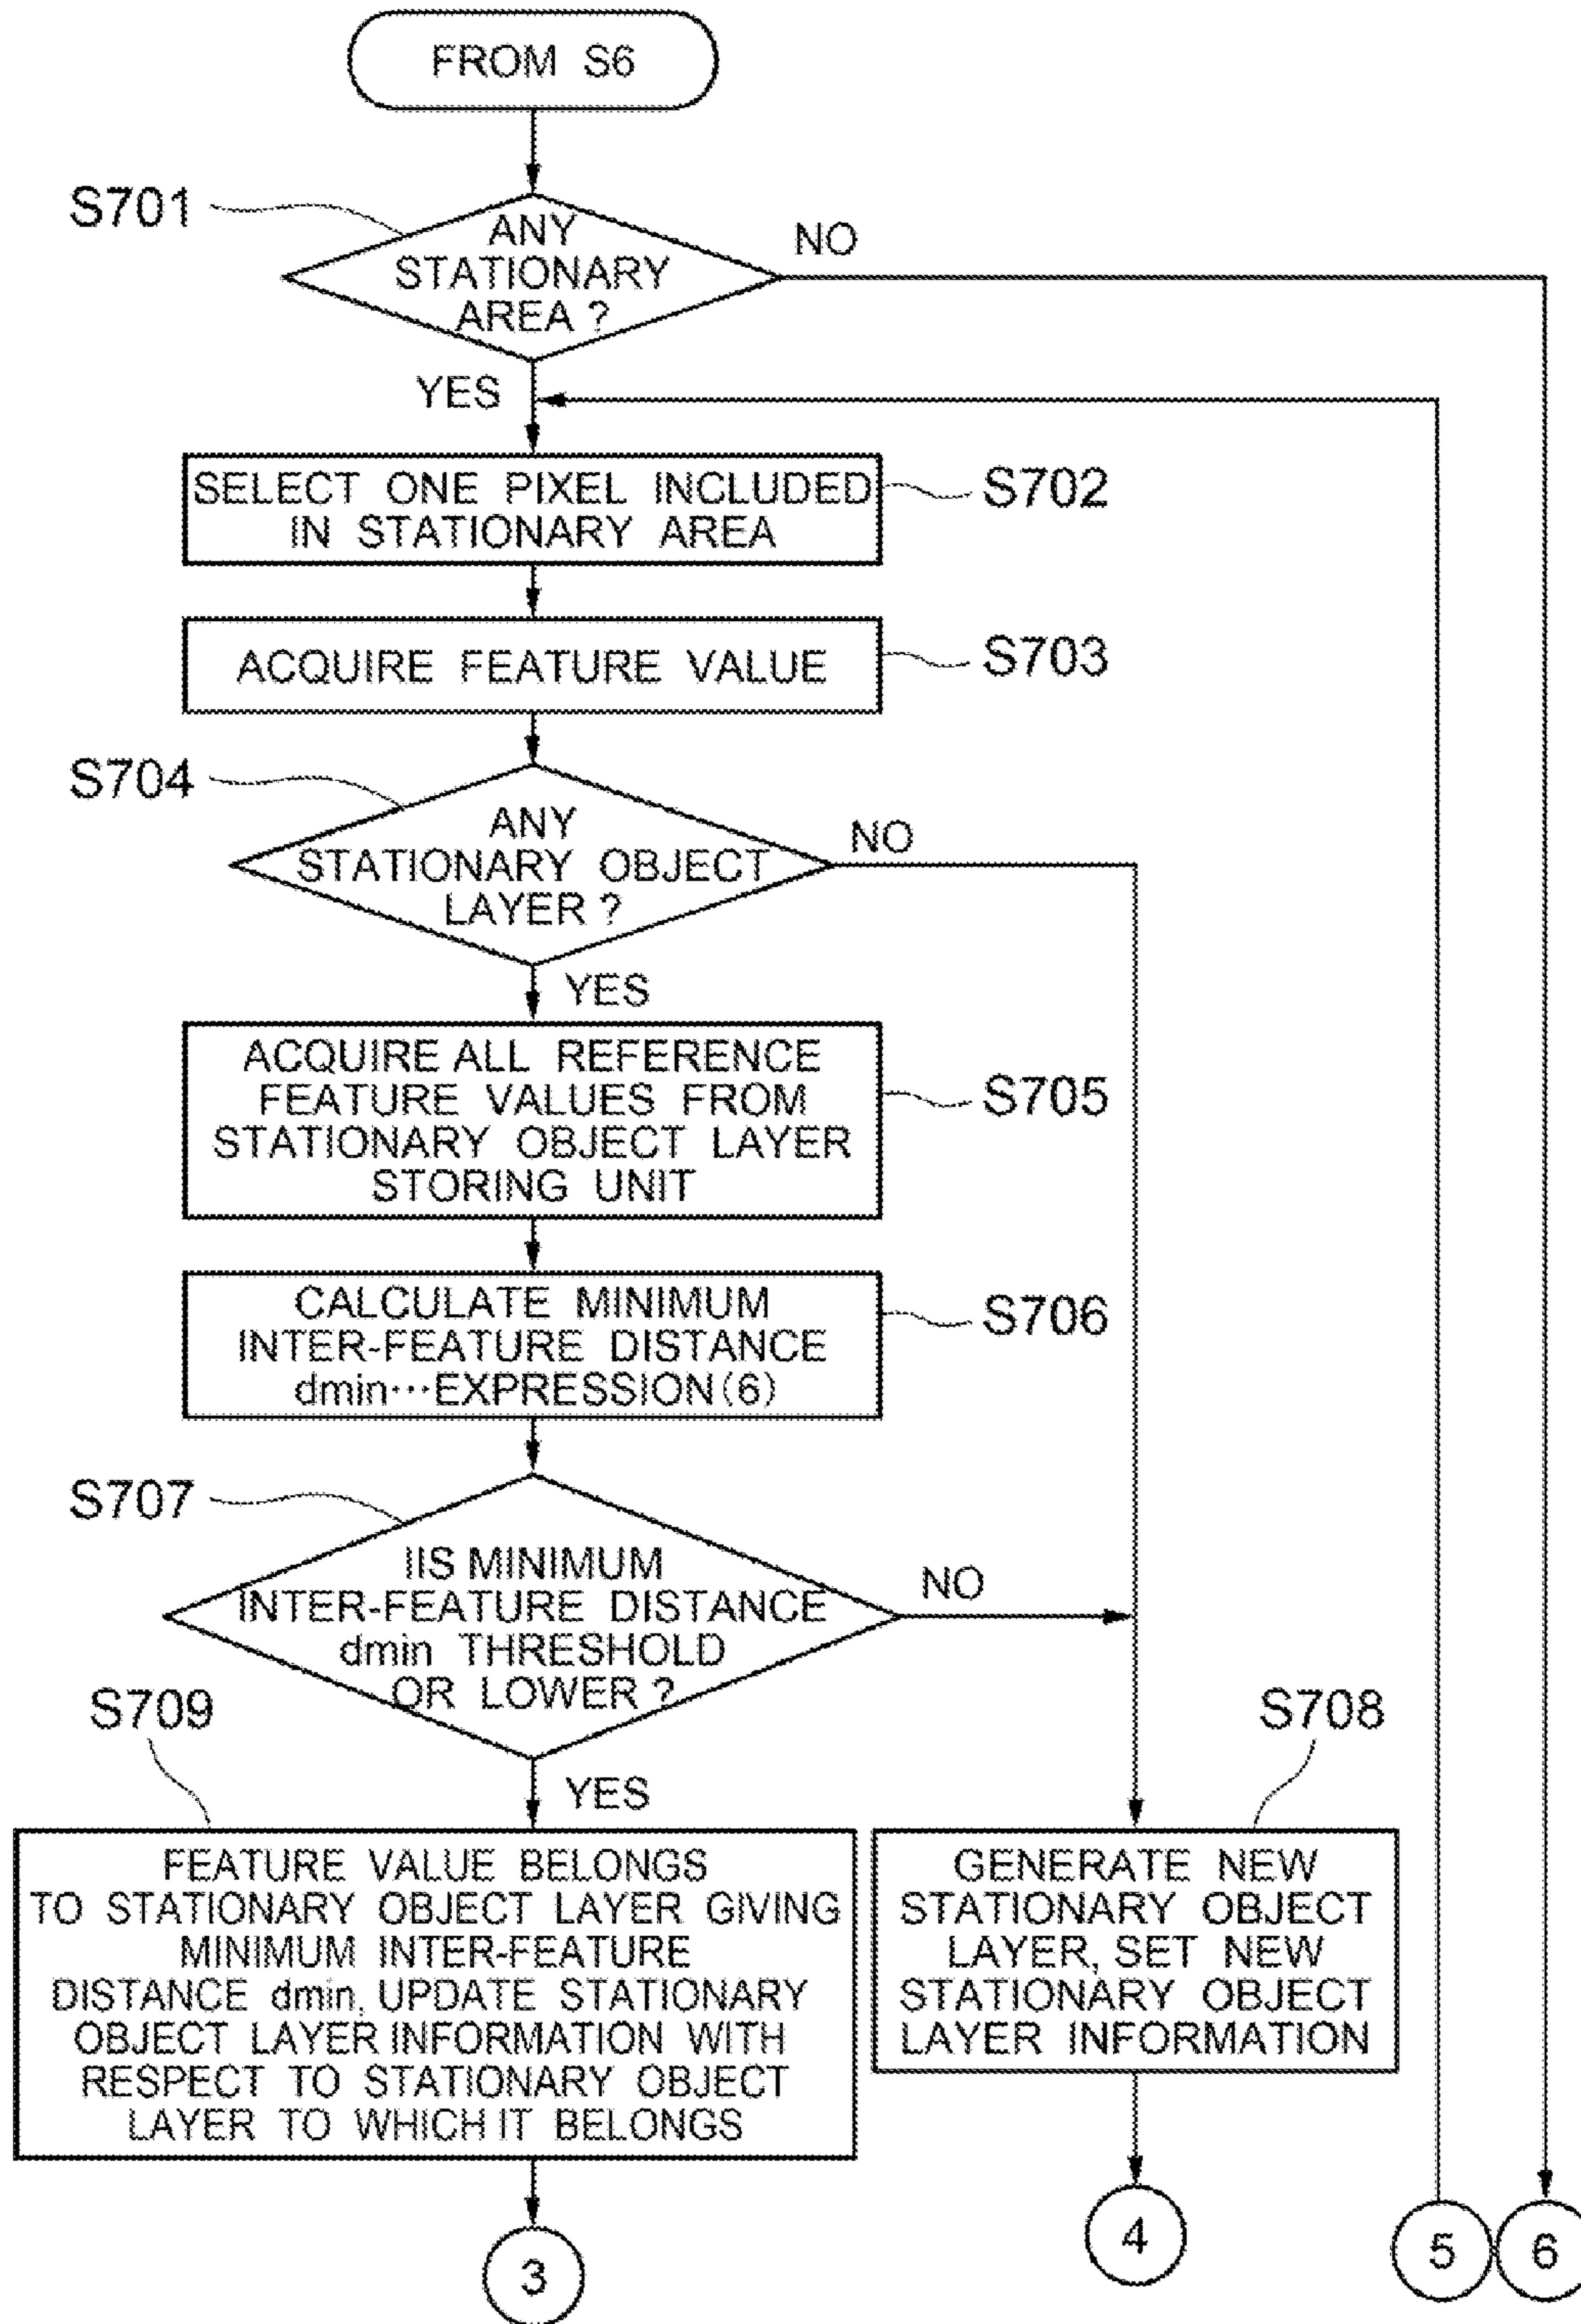 FROM S6
S701
ANY
STATIONARY
AREA ?
NO
YES
SELECT ONE PIXEL INCLUDED
IN STATIONARY AREA
S702
ACQUIRE FEATURE VALUE
S703
S704
ANY
STATIONARY OBJECT
LAYER ?
NO
YES
ACQUIRE ALL REFERENCE
FEATURE VALUES FROM
STATIONARY OBJECT LAYER
STORING UNIT
S705
CALCULATE MINIMUM
INTER-FEATURE DISTANCE
dmin···EXPRESSION(6)
S706
S707
IIS MINIMUM
INTER-FEATURE DISTANCE
dmin THRESHOLD
OR LOWER ?
NO
YES
S709
FEATURE VALUE BELONGS
TO STATIONARY OBJECT LAYER GIVING
MINIMUM INTER-FEATURE
DISTANCE dmin, UPDATE STATIONARY
OBJECT LAYER INFORMATION WITH
RESPECT TO STATIONARY OBJECT
LAYER TO WHICH IT BELONGS
S708
GENERATE NEW
STATIONARY OBJECT
LAYER, SET NEW
STATIONARY OBJECT
LAYER INFORMATION
3
4
5
6